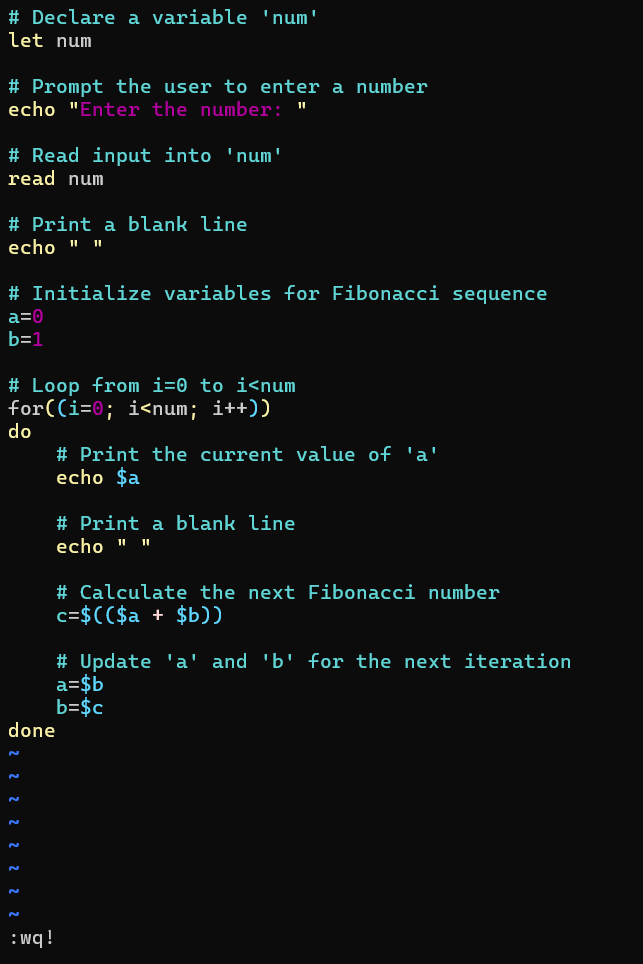 # Declare a variable 'num'
let num
# Prompt the user to enter a number
echo "Enter the number: "
# Read input into 'num'
read num
# Print a blank line
echo " "
# Initialize variables for Fibonacci sequence
a=0
b=1
# Loop from i=0 to i<num
for((i=0; i<num; i++))
do
    # Print the current value of 'a'
    echo $a
    # Print a blank line
    echo " "
    # Calculate the next Fibonacci number
    c=$(($a + $b))
    # Update 'a' and 'b' for the next iteration
    a=$b
    b=$c
done
~
~
~
~
~
~
~
~
:wq!